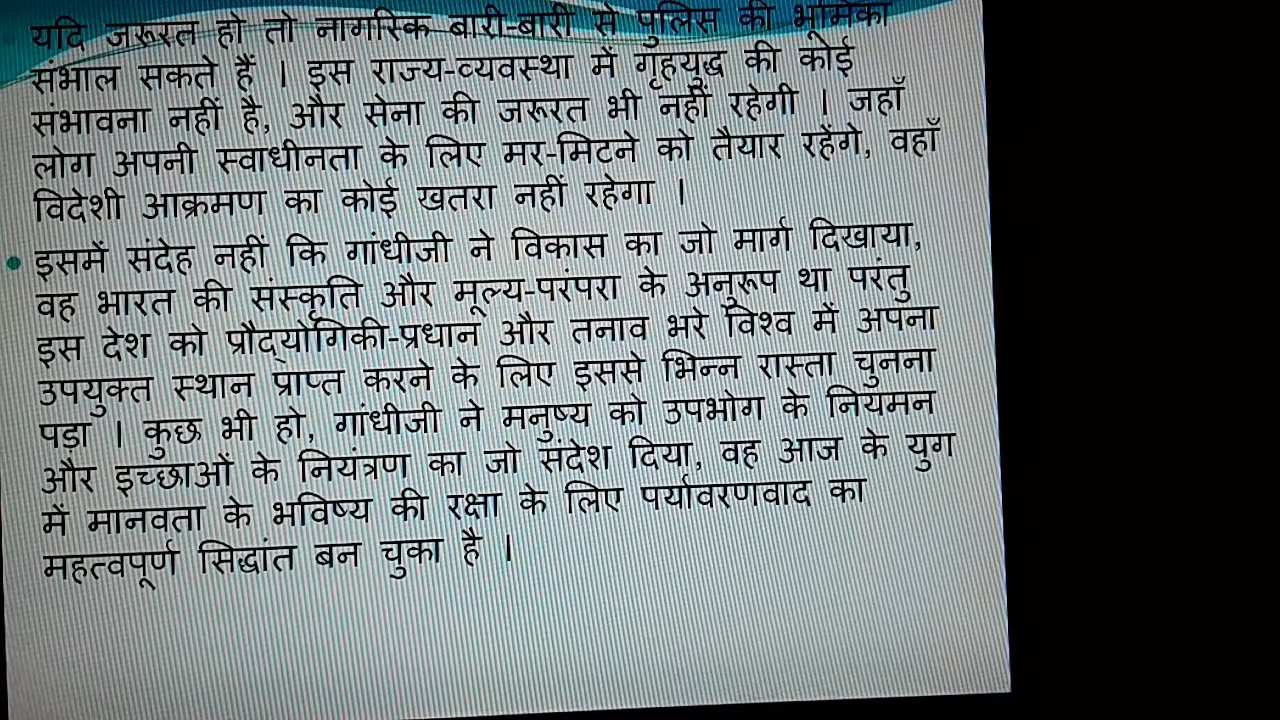 यदि जरूरत हो तो नागरिक बारी-बारी से पुलिस की भूमिका
संभाल सकते हैं । इस राज्य-व्यवस्था में गृहयुद्ध की कोई
संभावना नहीं है, और सेना की जरूरत भी नहीं रहेगी । जहाँ
लोग अपनी स्वाधीनता के लिए मर-मिटने को तैयार रहेंगे, वहाँ
विदेशी आक्रमण का कोई खतरा नहीं रहेगा ।
• इसमें संदेह नहीं कि गांधीजी ने विकास का जो मार्ग दिखाया,
वह भारत की संस्कृति और मूल्य-परंपरा के अनुरूप था परंतु
इस देश को प्रौद्योगिकी-प्रधान और तनाव भरे विश्व में अपना
उपयुक्त स्थान प्राप्त करने के लिए इससे भिन्न रास्ता चुनना
पड़ा । कुछ भी हो, गांधीजी ने मनुष्य को उपभोग के नियमन
और इच्छाओं के नियंत्रण का जो संदेश दिया, वह आज के युग
में मानवता के भविष्य की रक्षा के लिए पर्यावरणवाद का
महत्वपूर्ण सिद्धांत बन चुका है ।